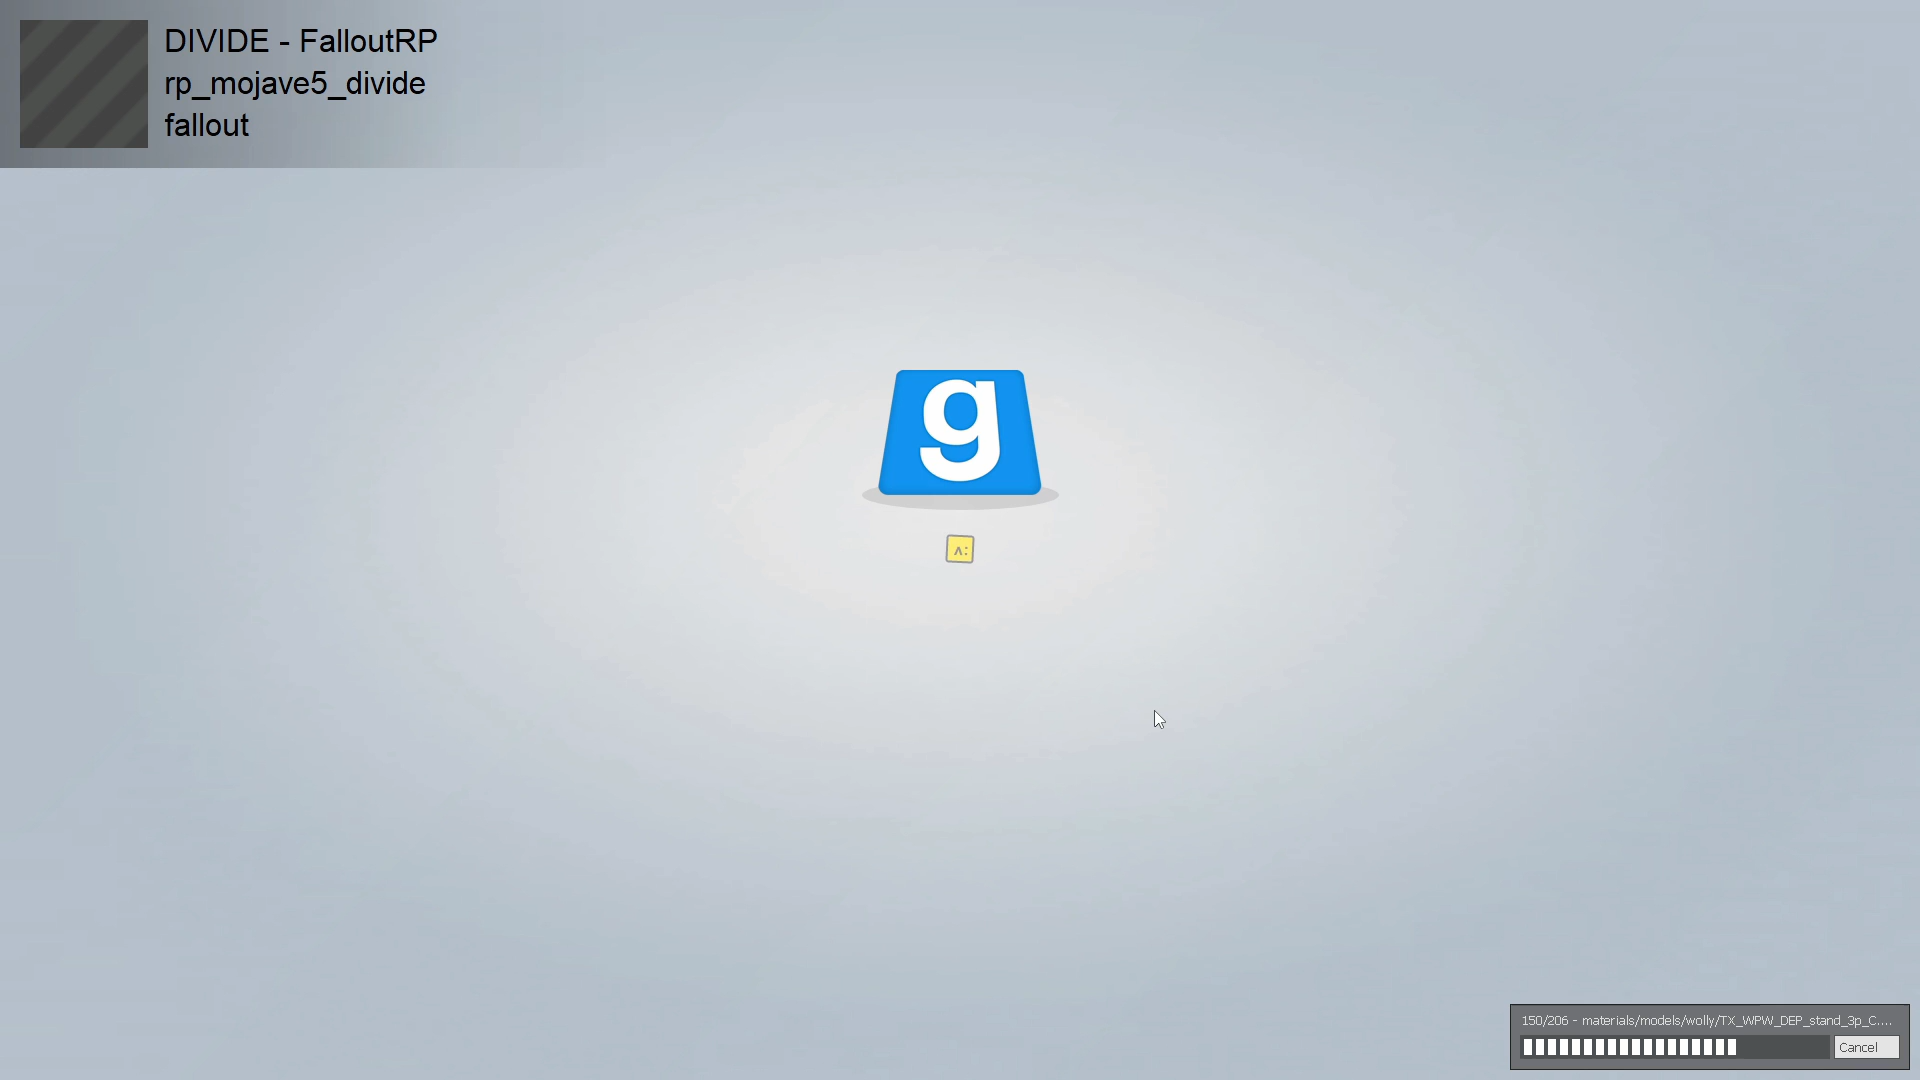 DIVIDE - FalloutRP
rp_mojave5_divide
fallout
g
ʌ:
150/206 - materials/models/wolly/TX_WPW_DEP_stand_3p_C....
Cancel